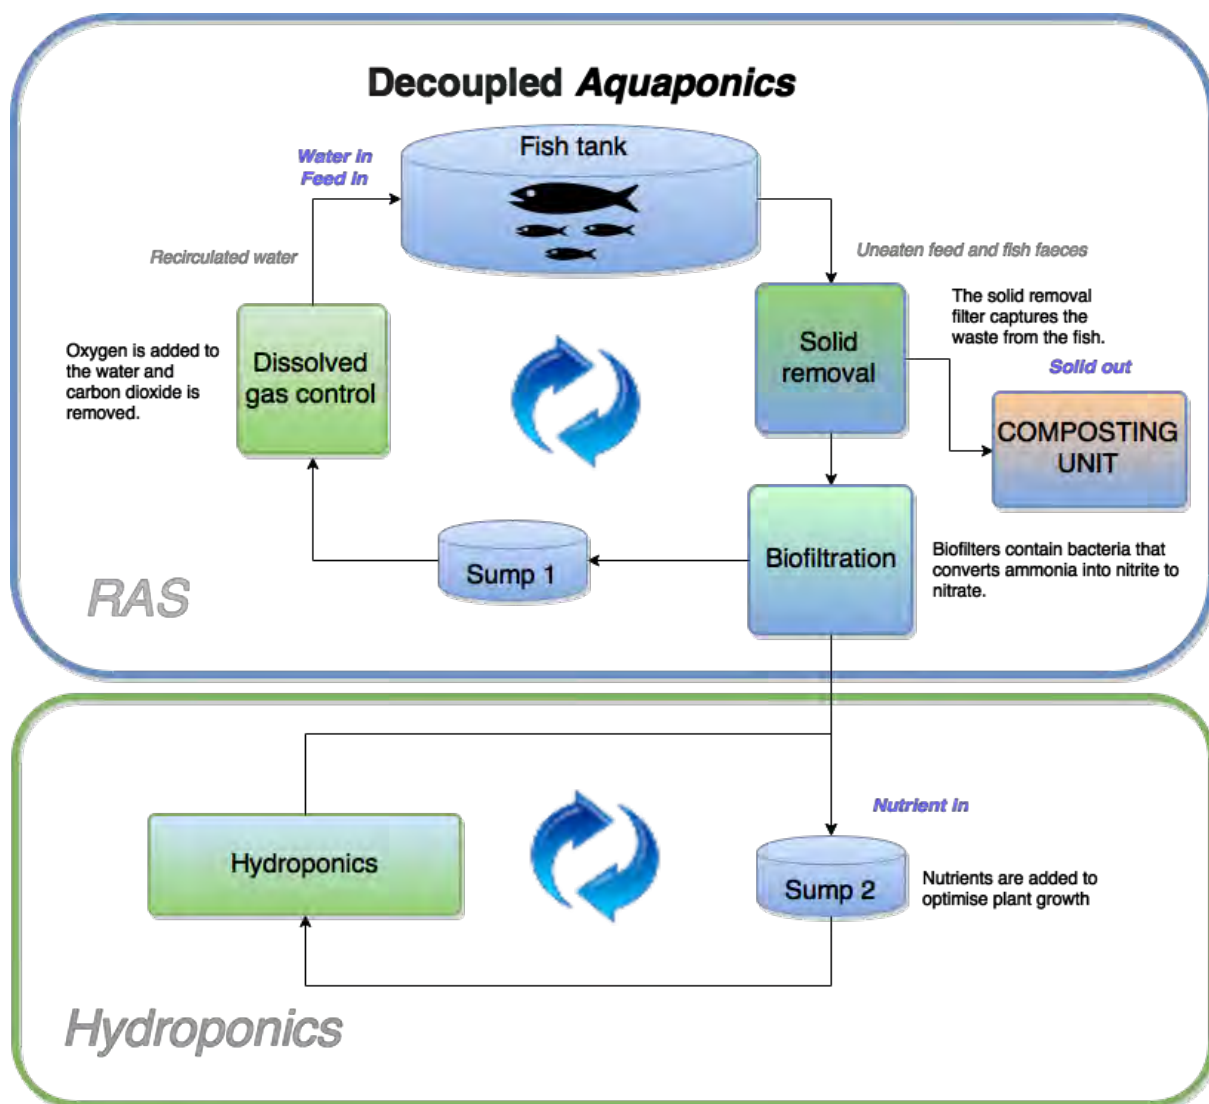 Decoupled Aquaponics
Water in
Feed In
Fish tank
Recirculated water
Uneaten feed and fish faeces
The solid removal
filter captures the
waste from the fish.
Solid out
Oxygen is added to
the water and
carbon dioxide is
removed.
Dissolved
gas control
Solid
removal
COMPOSTING
UNIT
Sump 1
Biofiltration
Biofilters contain bacteria that
converts ammonia into nitrite to
nitrate.
RAS
Nutrient in
Hydroponics
Sump 2
Nutrients are added to
optimise plant growth
Hydroponics